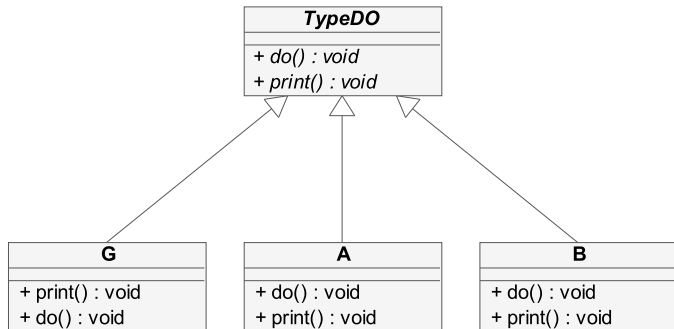 TypeDO
+ do() : void
+ print() : void
G
+ print() : void
+ do() : void
A
+ do() : void
+ print() : void
B
+ do() : void
+ print() : void